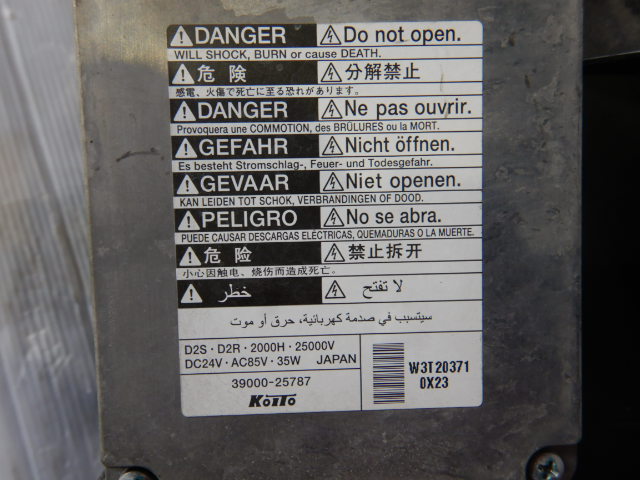 DANGER Do not open.
WILL SHOCK, BURN or cause DEATH.
危険 分解禁止
感電、火傷で死亡に至る恐れがあります。
DANGER Ne pas ouvrir.
Provoquera une COMMOTION, des BRÛLURES ou la MORT.
GEFAHR Nicht öffnen.
Es besteht Stromschlag-, Feuer- und Todesgefahr.
GEVAAR Niet openen.
KAN LEIDEN TOT SCHOK, VERBRANDINGEN OF DOOD.
PELIGRO No se abra.
PUEDE CAUSAR DESCARGAS ELÉCTRICAS, QUEMADURAS O LA MUERTE.
危险 禁止拆开
小心因触电、烧伤而造成死亡。
خطر لا تفتح
سيتسبب في صدمة كهربائية، حرق أو موت
D2S · D2R · 2000H · 25000V
DC24V · AC85V · 35W JAPAN
39000-25787
KOITO
W3T20371
0X23